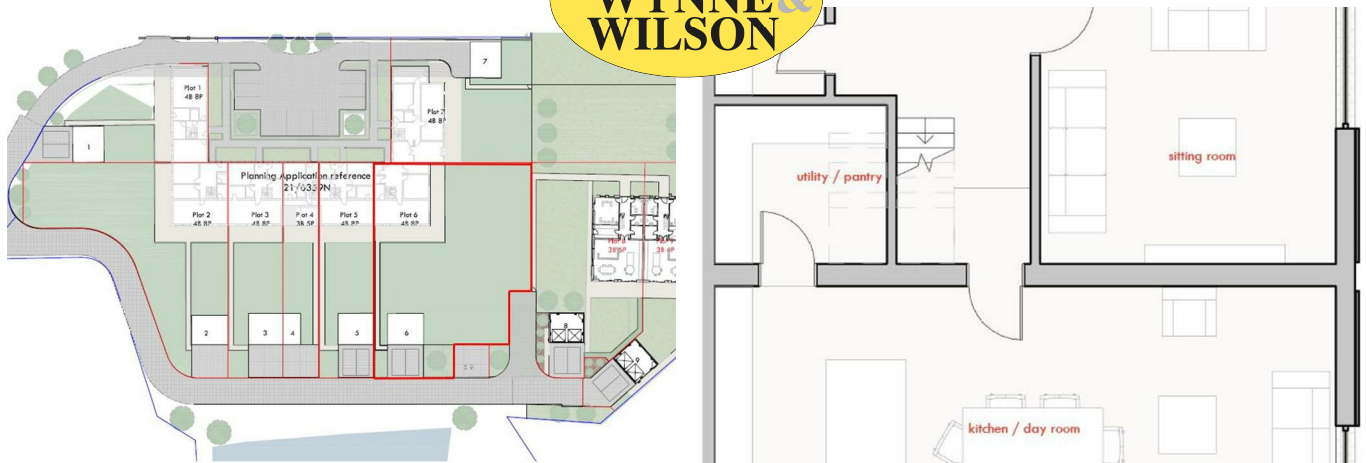 WYNNE &
WILSON
7
Plot 1
4B 8P
Plot 7
4B 8P
1
Planning Application reference
21/6359N
Plot 2
4B 8P
Plot 3
4B 8P
Plot 4
3B 5P
Plot 5
4B 8P
Plot 6
4B 8P
2
3
4
5
6
8
9
utility / pantry
sitting room
kitchen / day room